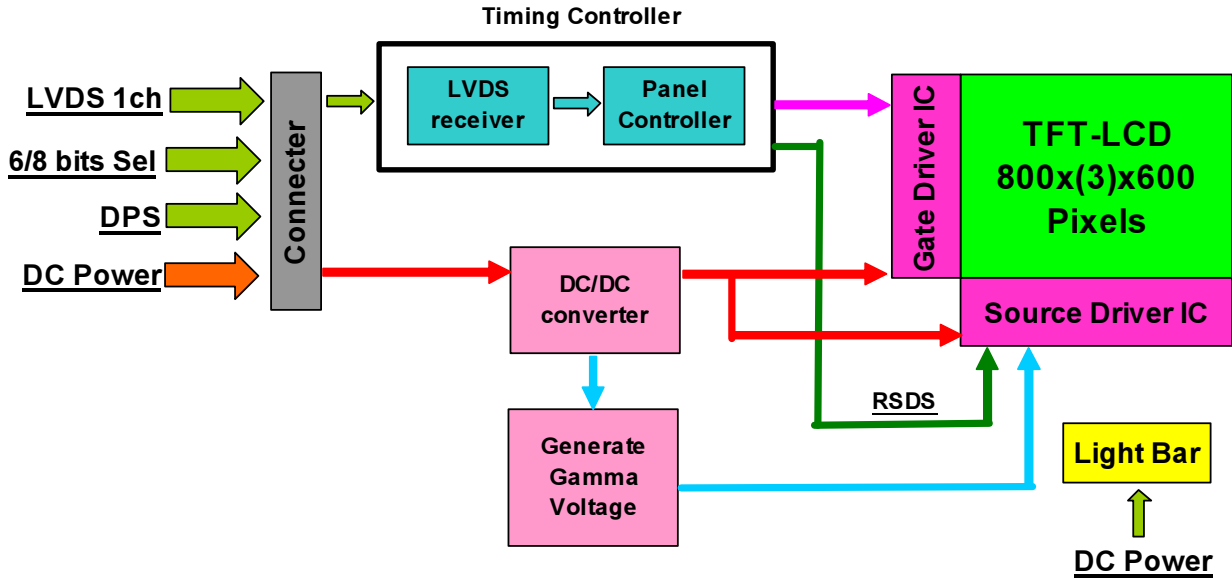 Timing Controller
LVDS 1ch
6/8 bits Sel
DPS
DC Power
Connecter
LVDS
receiver
Panel
Controller
Gate Driver IC
TFT-LCD
800x(3)x600
Pixels
Source Driver IC
DC/DC
converter
RSDS
Generate
Gamma
Voltage
Light Bar
DC Power